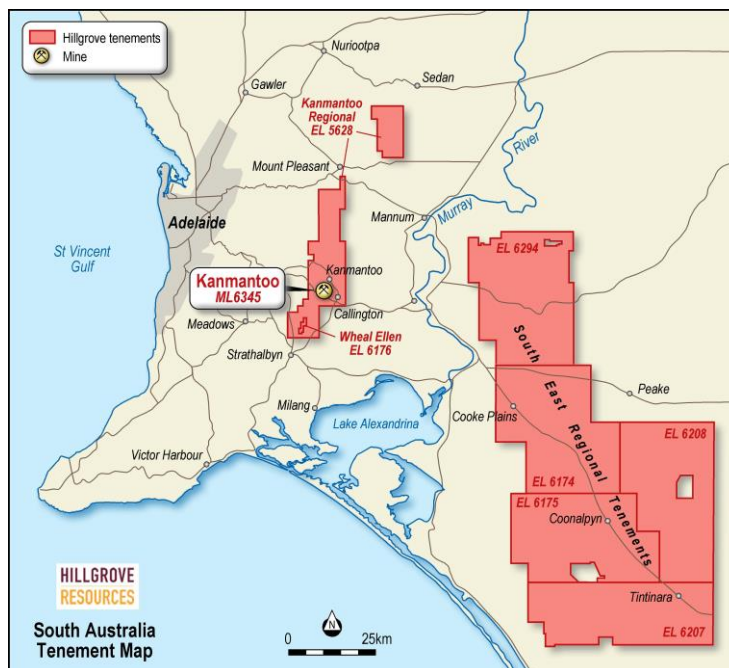 Hillgrove tenements
Mine
Nuriootpa
Sedan
Gawler
Kanmantoo
Regional
EL 5628
River
Mount Pleasant
Murray
Mannum
Adelaide
St Vincent
Gulf
EL 6294
Kanmantoo
ML6345
Kanmantoo
Callington
Meadows
Wheal Ellen
EL 6176
Strathalbyn
South East Regional Tenements
Peake
Milang
Cooke Plains
Lake Alexandrina
EL 6208
Victor Harbour
EL 6174
EL 6175
Coonalpyn
Tintinara
EL 6207
HILLGROVE
RESOURCES
South Australia
Tenement Map
N
0
25km